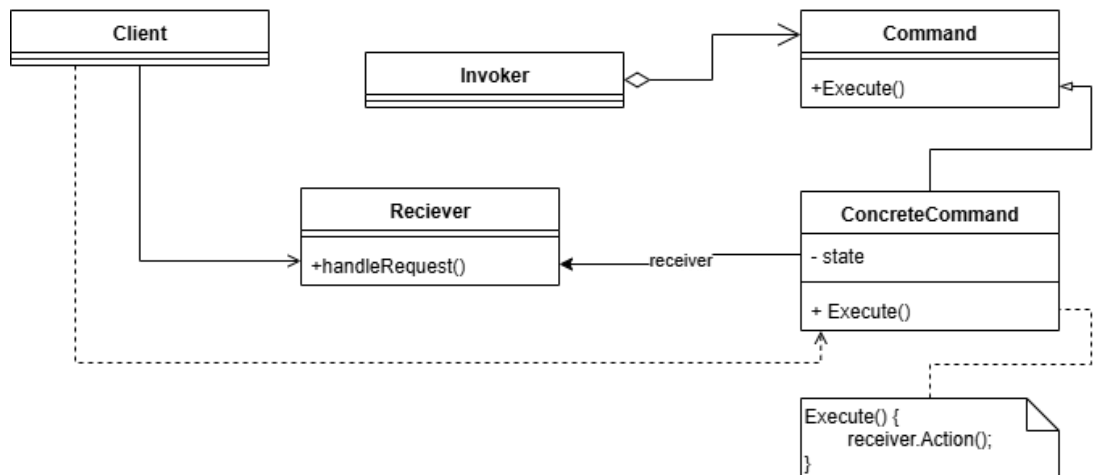 Client
Command
Invoker
+Execute()
Reciever
ConcreteCommand
+handleRequest()
receiver
- state
+ Execute()
Execute() {
receiver.Action();
}